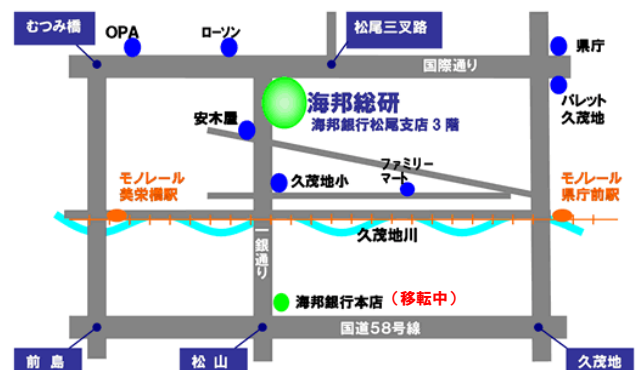 むつみ橋
OPA
ローソン
松尾三叉路
県庁
国際通り
海邦総研
海邦銀行松尾支店3階
パレット
久茂地
安木屋
ファミリー
マート
久茂地小
モノレール
美栄橋駅
モノレール
県庁前駅
久茂地川
一銀通り
海邦銀行本店(移転中)
国道58号線
前島
松山
久茂地